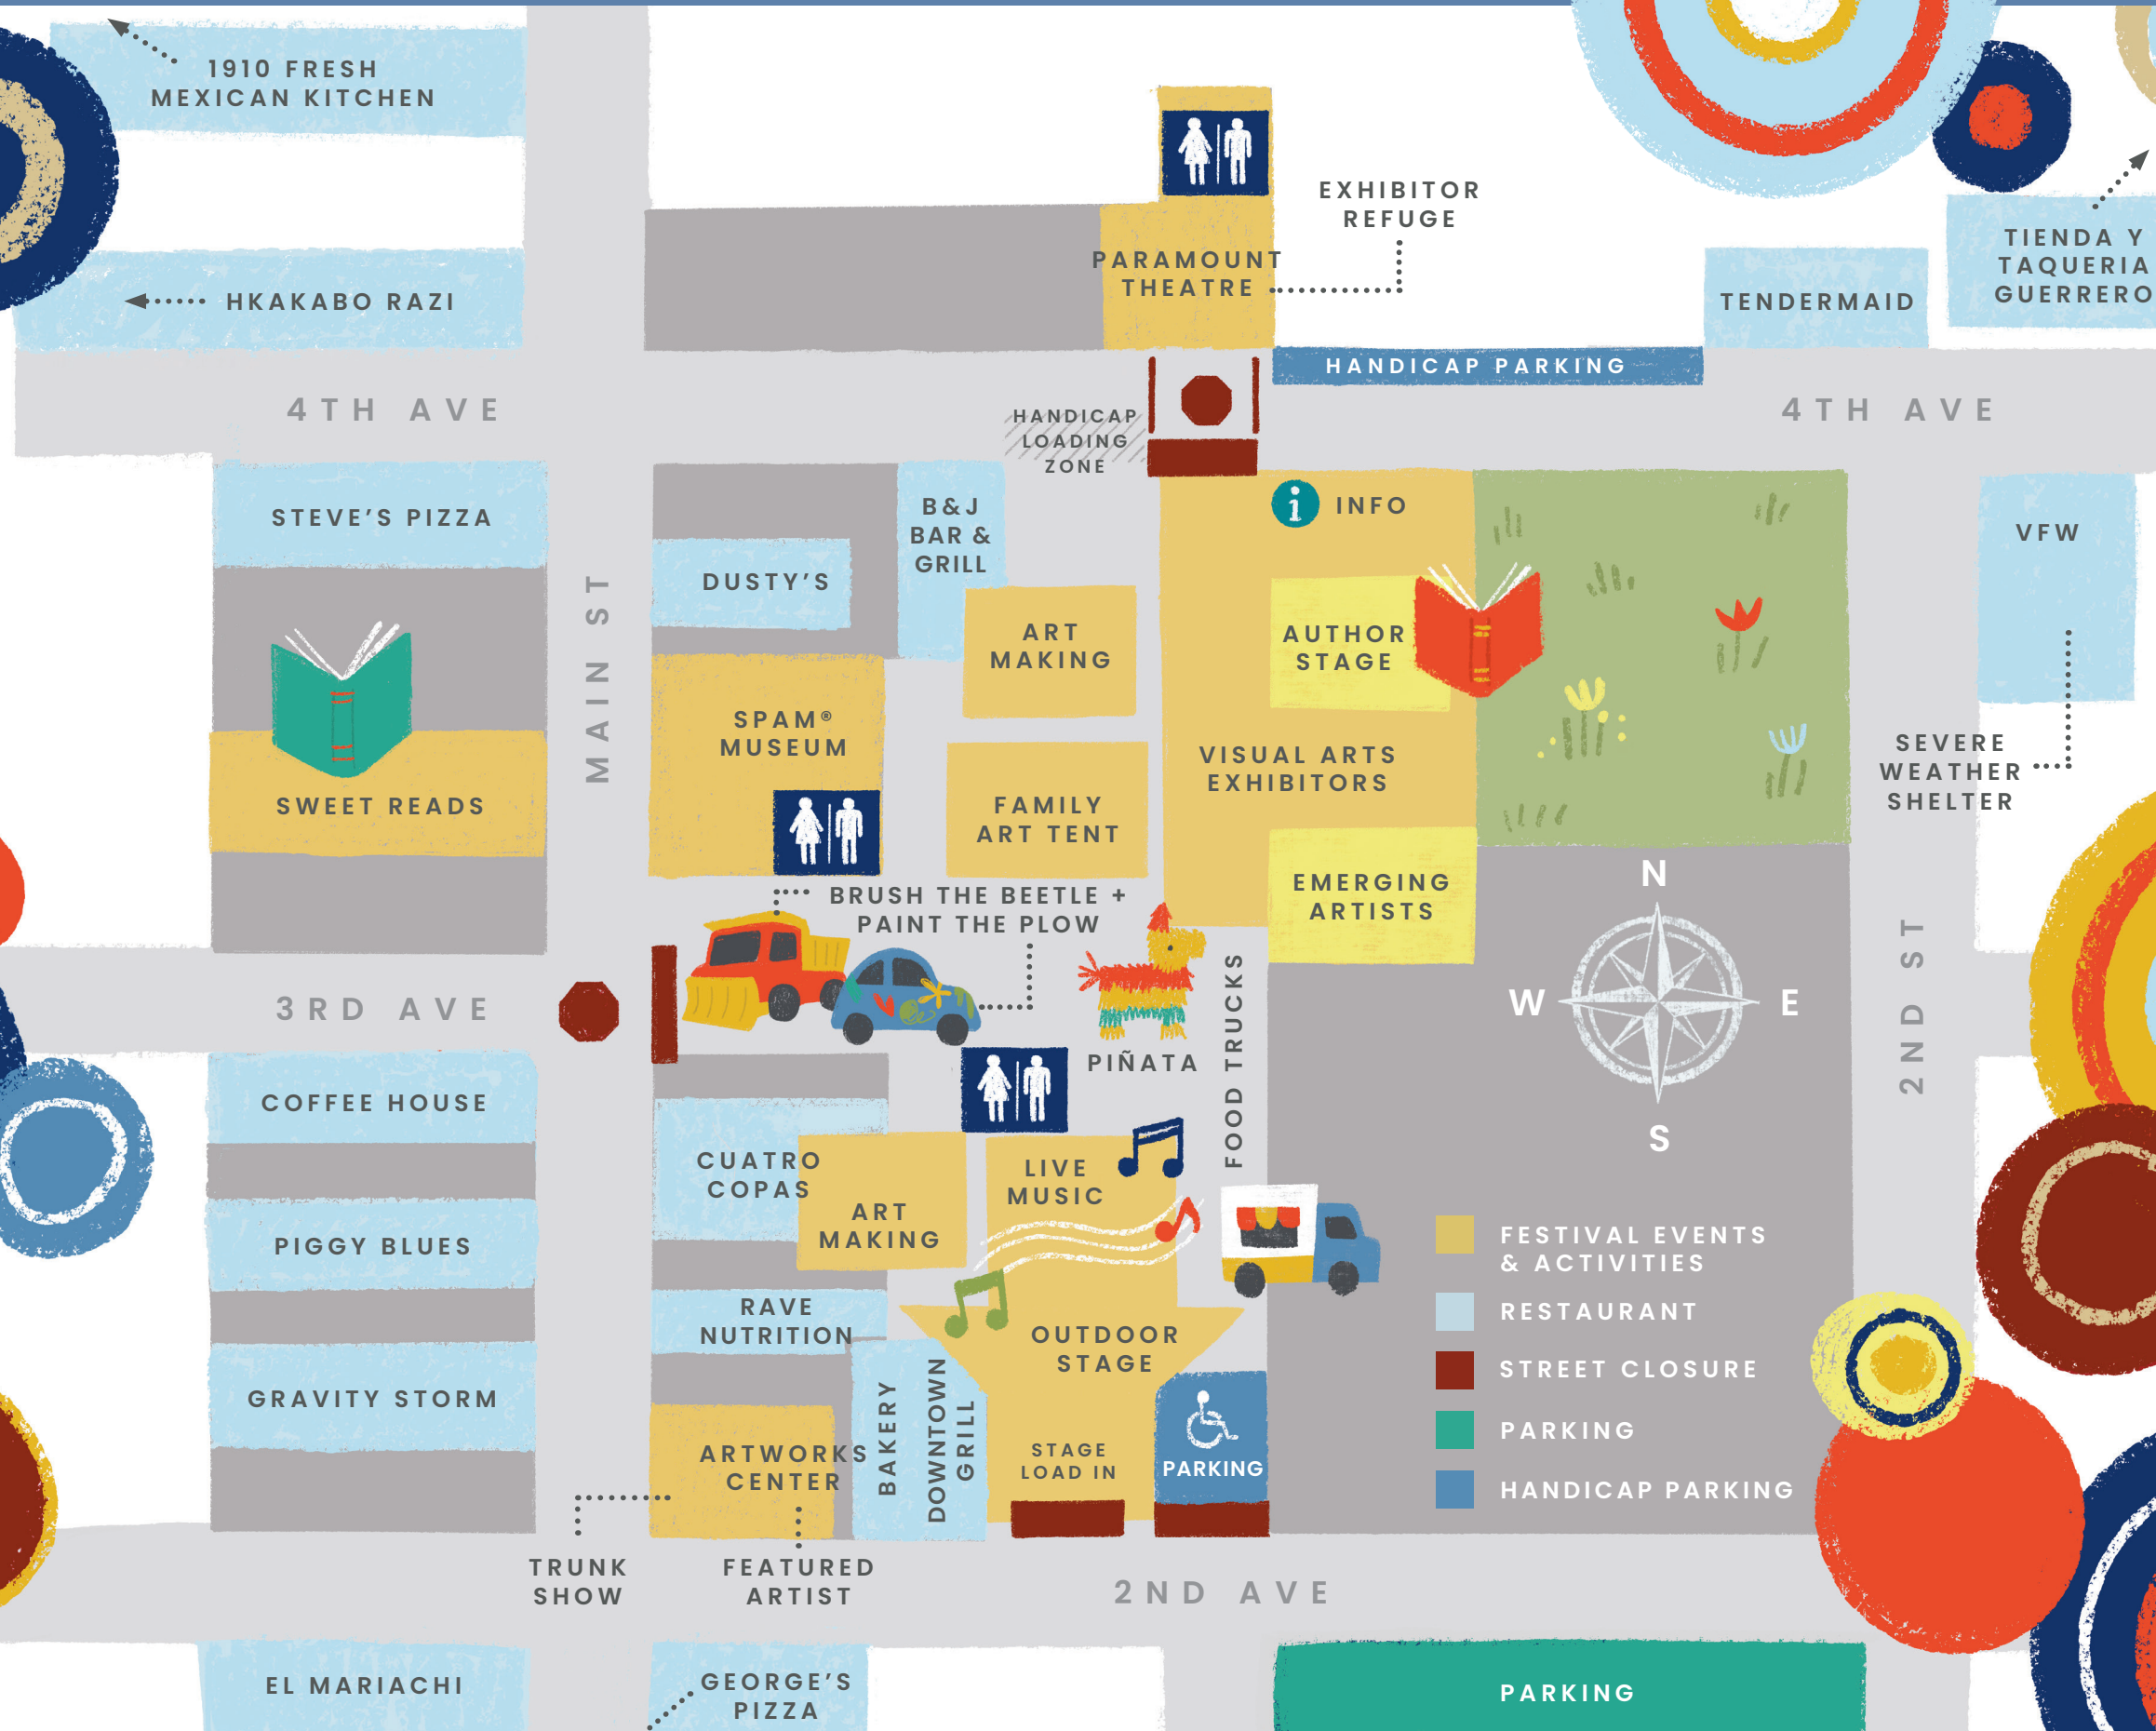 1910 FRESH
MEXICAN KITCHEN
EXHIBITOR
REFUGE
PARAMOUNT
THEATRE
HKAKABO RAZI
TENDERMAID
TIENDA Y
TAQUERIA
GUERRERO
HANDICAP PARKING
4TH AVE
HANDICAP
LOADING
ZONE
4TH AVE
STEVE'S PIZZA
B&J
BAR &
GRILL
i INFO
VFW
DUSTY'S
MAIN ST
ART
MAKING
AUTHOR
STAGE
SPAM®
MUSEUM
VISUAL ARTS
EXHIBITORS
SEVERE
WEATHER
SHELTER
SWEET READS
FAMILY
ART TENT
BRUSH THE BEETLE +
PAINT THE PLOW
EMERGING
ARTISTS
N
W
E
S
3RD AVE
2ND ST
PIÑATA
FOOD TRUCKS
COFFEE HOUSE
CUATRO
COPAS
LIVE
MUSIC
ART
MAKING
PIGGY BLUES
RAVE
NUTRITION
OUTDOOR
STAGE
GRAVITY STORM
BAKERY
DOWNTOWN
GRILL
ARTWORKS
CENTER
STAGE
LOAD IN
PARKING
FESTIVAL EVENTS
& ACTIVITIES
RESTAURANT
STREET CLOSURE
PARKING
HANDICAP PARKING
TRUNK
SHOW
FEATURED
ARTIST
2ND AVE
EL MARIACHI
GEORGE'S
PIZZA
PARKING